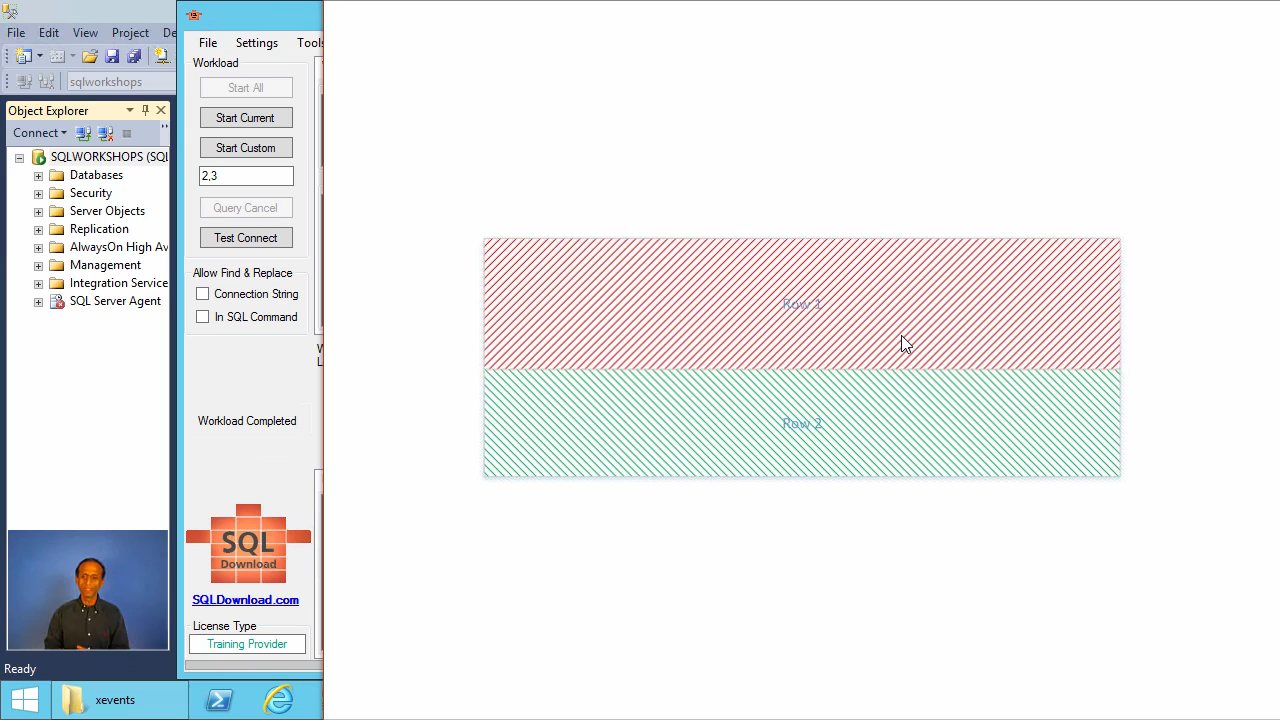 File Edit View Project De
sqlworkshops
Object Explorer
Connect
SQLWORKSHOPS (SQL
Databases
Security
Server Objects
Replication
AlwaysOn High Av
Management
Integration Service
SQL Server Agent
Ready
xevents
File Settings Tools
Workload
Start All
Start Current
Start Custom
2,3
Query Cancel
Test Connect
Allow Find & Replace
Connection String
In SQL Command
W
L
Workload Completed
SQL
Download
SQLDownload.com
License Type
Training Provider
Row 1
Row 2